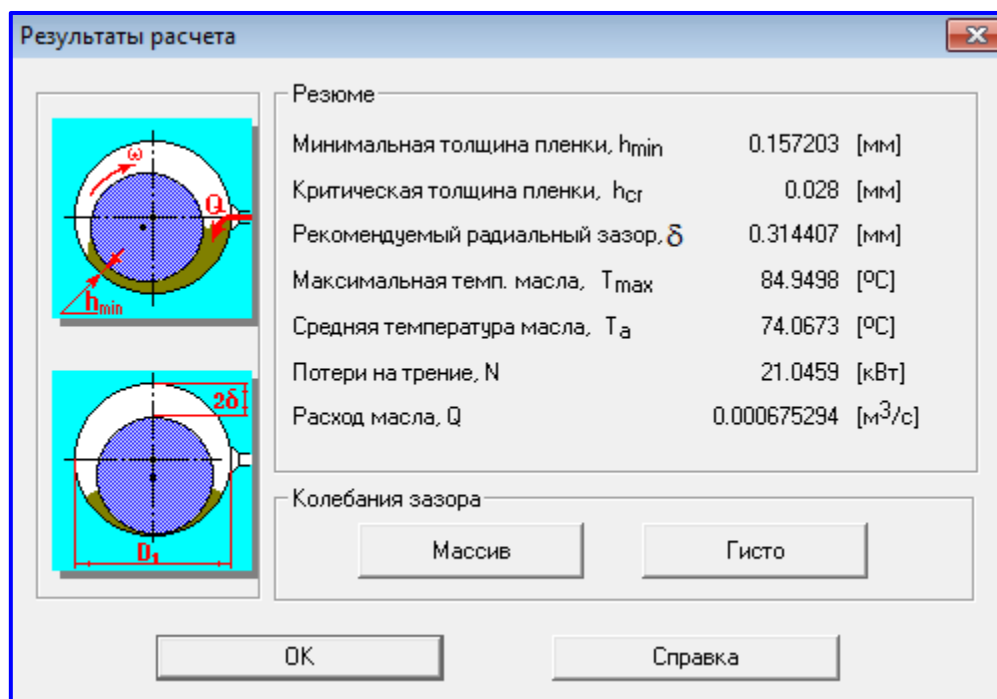 Результаты расчета
ω
Q
hmin
2δ
D1
Резюме
Минимальная толщина пленки, hmin 0.157203 [мм]
Критическая толщина пленки, hcr 0.028 [мм]
Рекомендуемый радиальный зазор, δ 0.314407 [мм]
Максимальная темп. масла, Tmax 84.9498 [ºC]
Средняя температура масла, Ta 74.0673 [ºC]
Потери на трение, N 21.0459 [кВт]
Расход масла, Q 0.000675294 [м3/с]
Колебания зазора
Массив Гисто
OK Справка